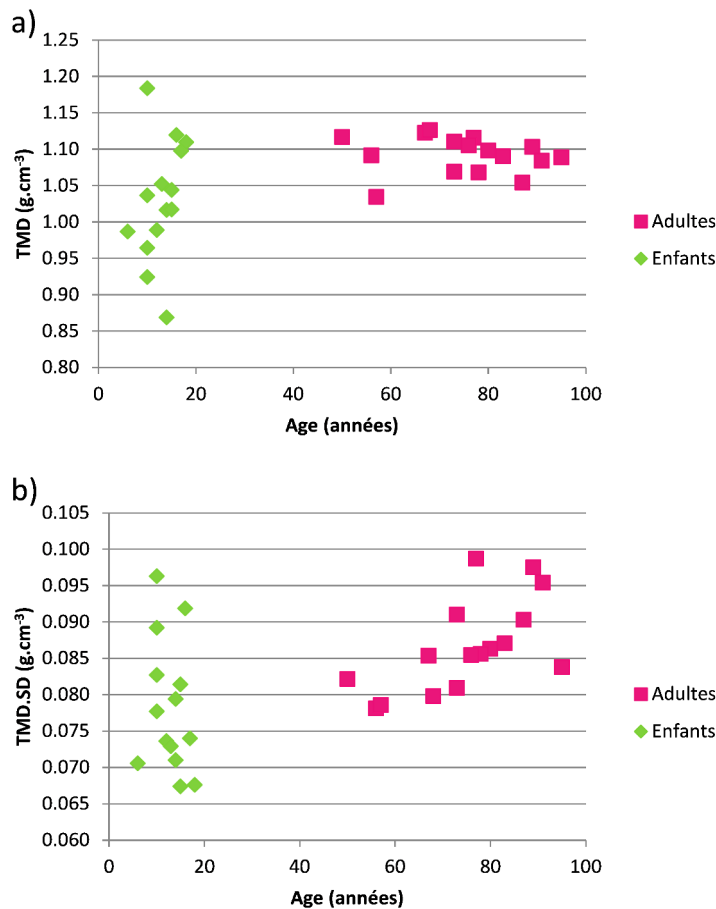 a)
1.25
1.20
1.15
1.10
1.05
1.00
0.95
0.90
0.85
0.80
TMD (g.cm-3)
0 20 40 60 80 100
Age (années)
Adultes
Enfants
b)
0.105
0.100
0.095
0.090
0.085
0.080
0.075
0.070
0.065
0.060
TMD.SD (g.cm-3)
0 20 40 60 80 100
Age (années)
Adultes
Enfants